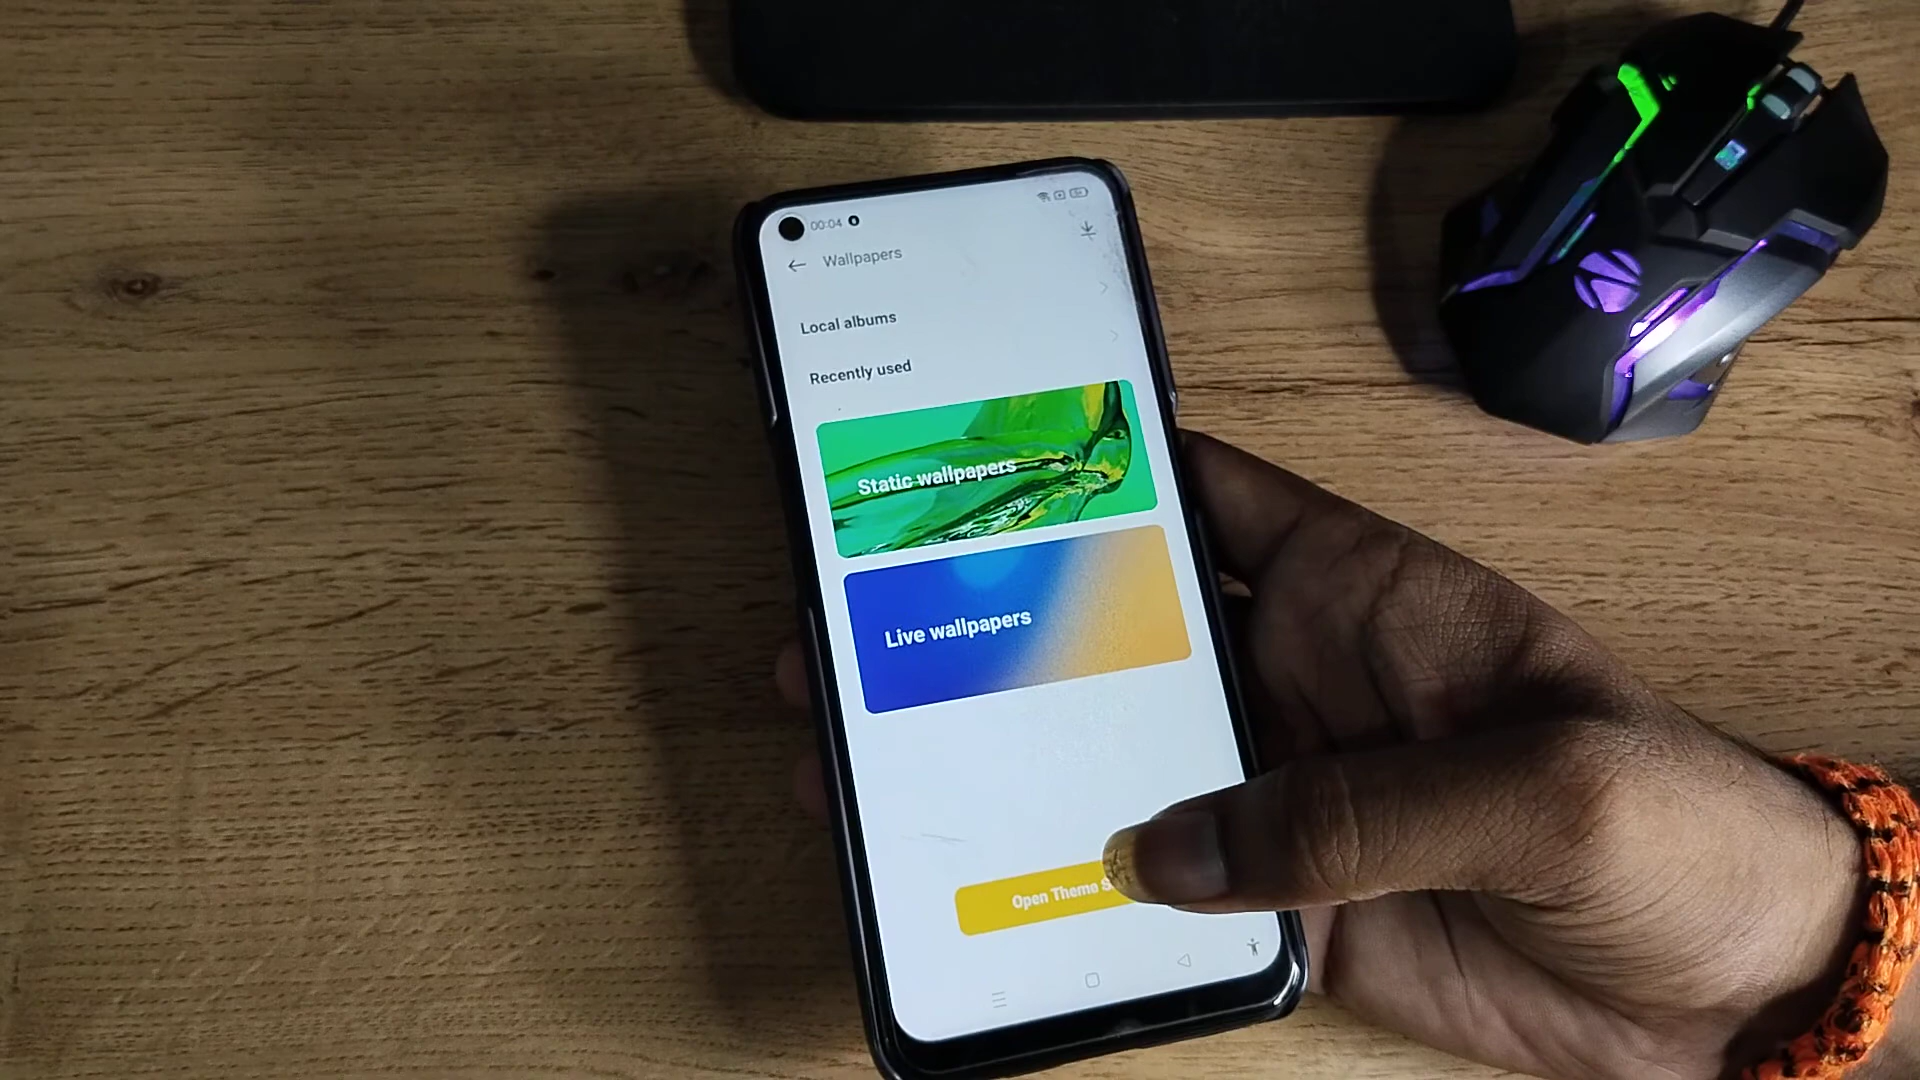 00:04
Wallpapers
Local albums
Recently used
Static wallpapers
Live wallpapers
Open Theme